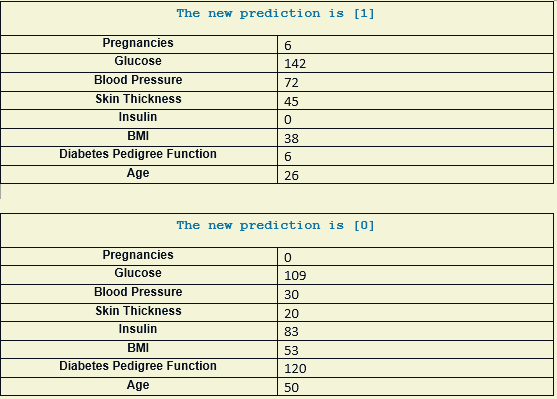 The new prediction is [1]
Pregnancies 6
Glucose 142
Blood Pressure 72
Skin Thickness 45
Insulin 0
BMI 38
Diabetes Pedigree Function 6
Age 26
The new prediction is [0]
Pregnancies 0
Glucose 109
Blood Pressure 30
Skin Thickness 20
Insulin 83
BMI 53
Diabetes Pedigree Function 120
Age 50